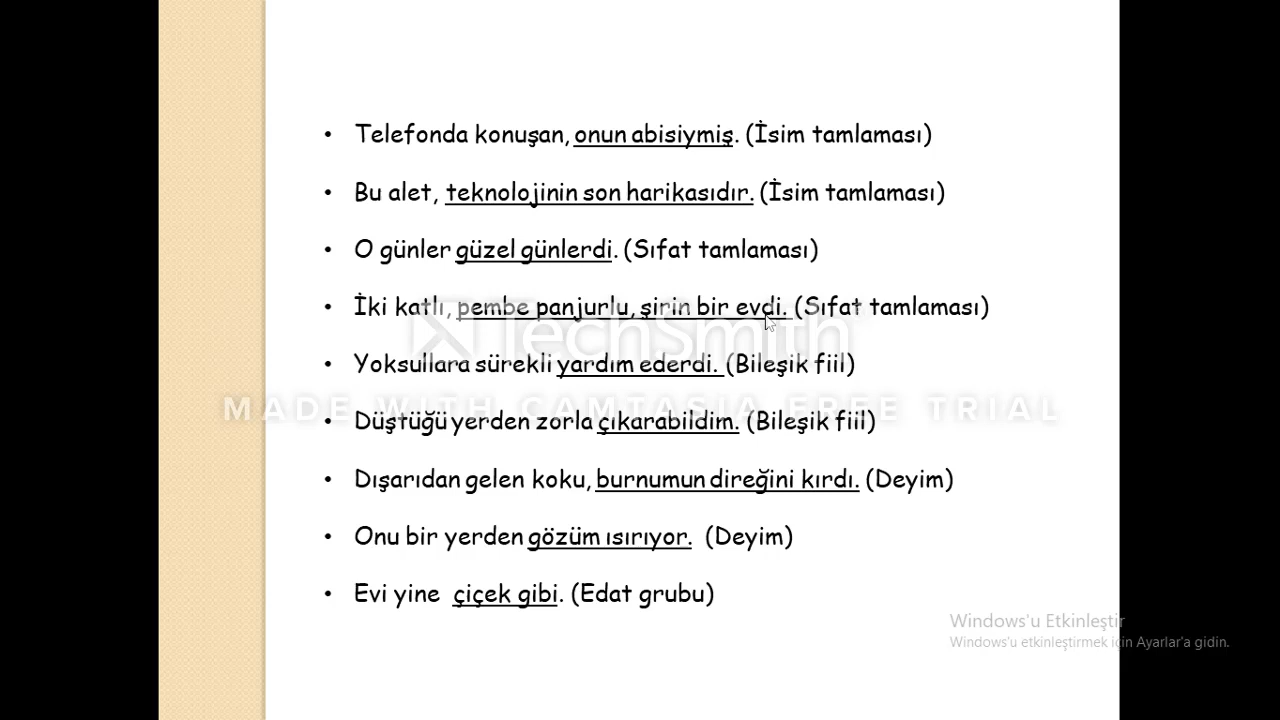 • Telefonda konuşan, onun abisiymiş. (İsim tamlaması)
• Bu alet, teknolojinin son harikasıdır. (İsim tamlaması)
• O günler güzel günlerdi. (Sıfat tamlaması)
• İki katlı, pembe panjurlu, şirin bir evdi. (Sıfat tamlaması)
TechSmith
• Yoksullara sürekli yardım ederdi. (Bileşik fiil)
MADE WITH CAMTASIA FREE TRIAL
• Düştüğü yerden zorla çıkarabildim. (Bileşik fiil)
• Dışarıdan gelen koku, burnumun direğini kırdı. (Deyim)
• Onu bir yerden gözüm ısırıyor. (Deyim)
• Evi yine çiçek gibi. (Edat grubu)
Windows'u Etkinleştir
Windows'u etkinleştirmek için Ayarlar'a gidin.